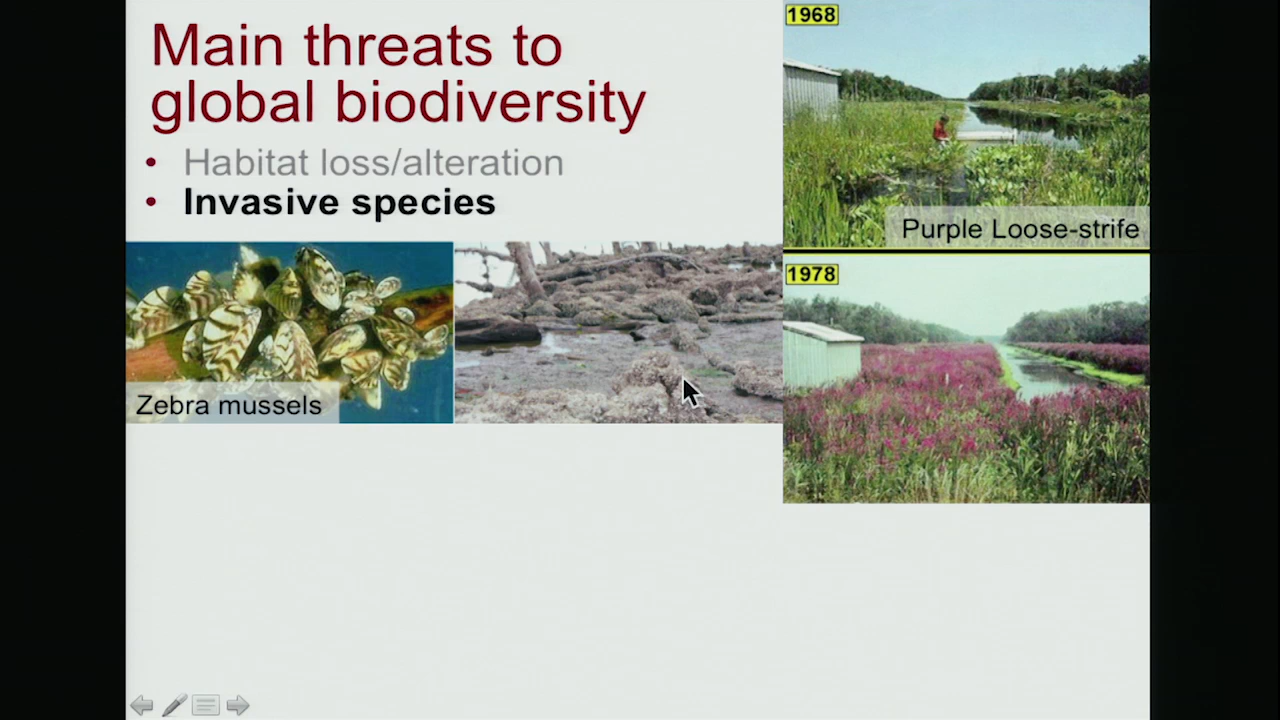 Main threats to
global biodiversity
• Habitat loss/alteration
• Invasive species
Zebra mussels
1968
Purple Loose-strife
1978